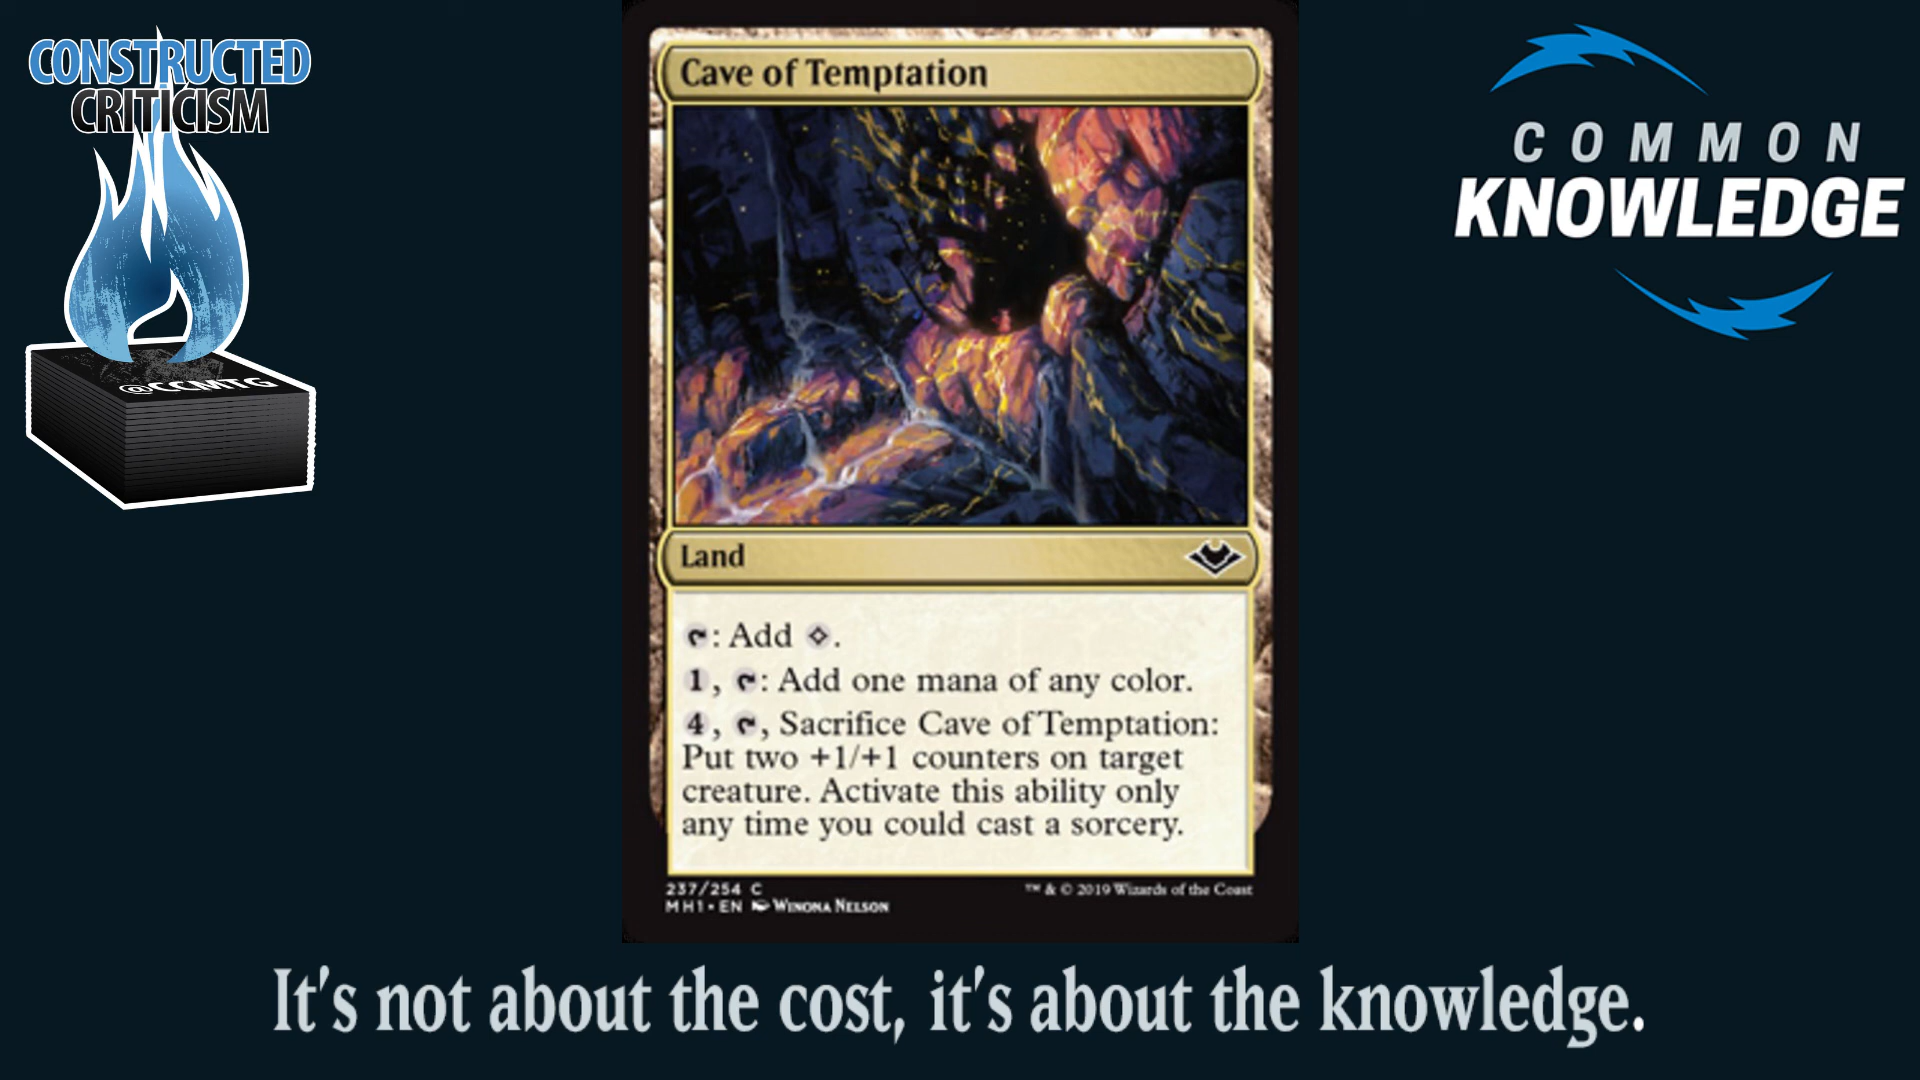 CONSTRUCTED
CRITICISM
@CCMTG
COMMON
KNOWLEDGE
Cave of Temptation
Land
: Add .
1, : Add one mana of any color.
4, , Sacrifice Cave of Temptation:
Put two +1/+1 counters on target
creature. Activate this ability only
any time you could cast a sorcery.
237/254 C
MH1 • EN WINONA NELSON
™ & © 2019 Wizards of the Coast
It's not about the cost, it's about the knowledge.